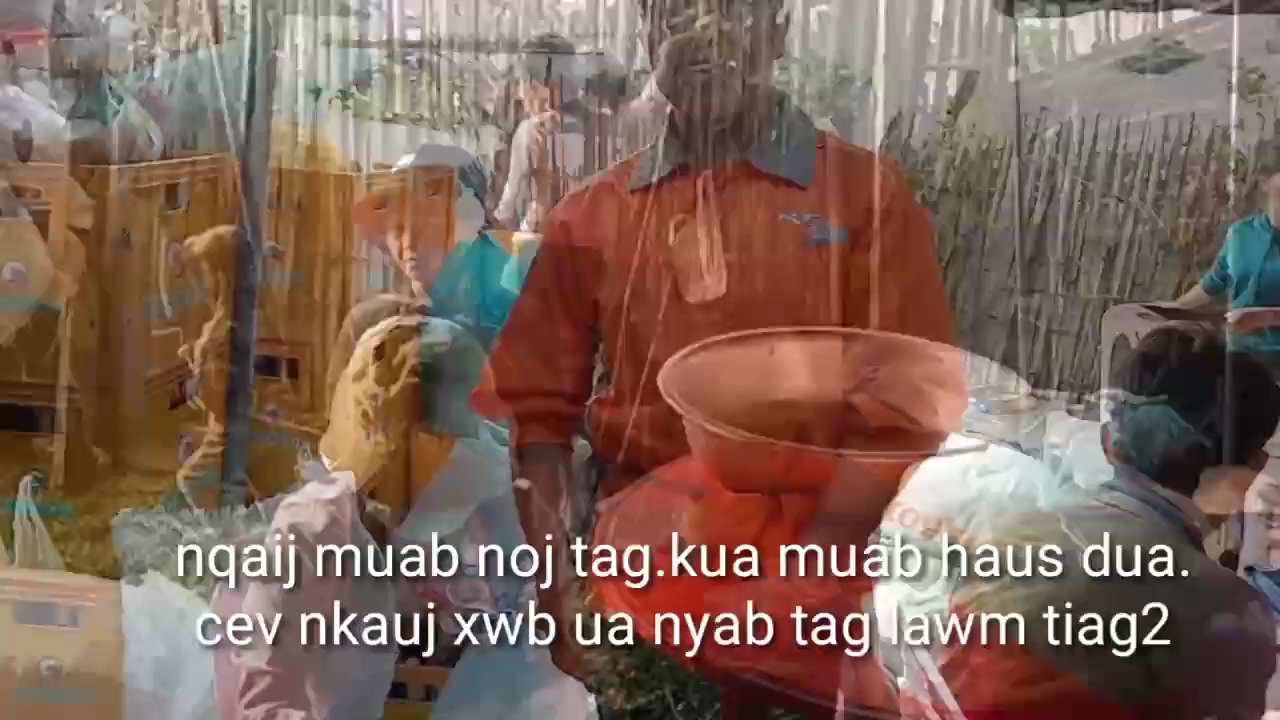 nqaij muab noj tag.kua muab haus dua.
cev nkauj xwb ua nyab tag lawm tiag2